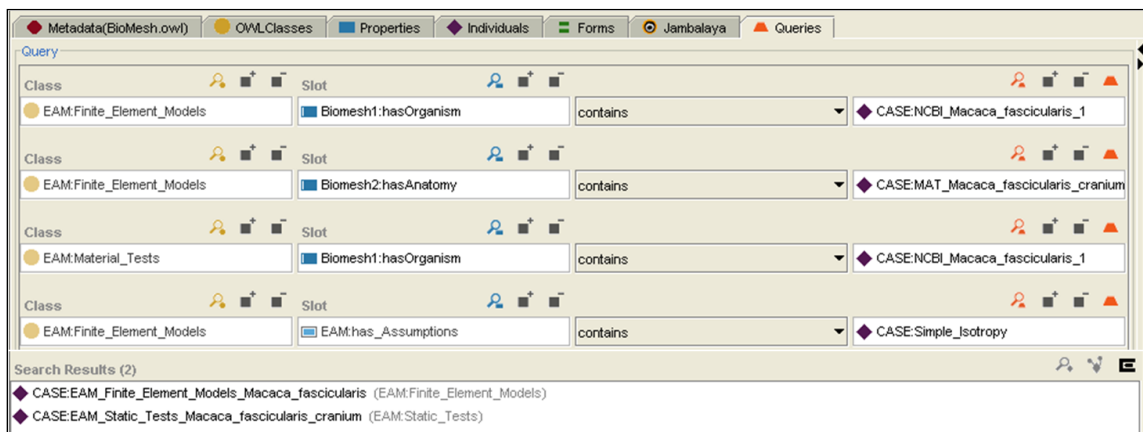 Metadata(BioMesh.owl) OWLClasses Properties Individuals Forms Jambalaya Queries
Query
Class Slot
EAM:Finite_Element_Models Biomesh1:hasOrganism contains CASE:NCBI_Macaca_fascicularis_1
Class Slot
EAM:Finite_Element_Models Biomesh2:hasAnatomy contains CASE:MAT_Macaca_fascicularis_cranium
Class Slot
EAM:Material_Tests Biomesh1:hasOrganism contains CASE:NCBI_Macaca_fascicularis_1
Class Slot
EAM:Finite_Element_Models EAM:has_Assumptions contains CASE:Simple_Isotropy
Search Results (2)
CASE:EAM_Finite_Element_Models_Macaca_fascicularis (EAM:Finite_Element_Models)
CASE:EAM_Static_Tests_Macaca_fascicularis_cranium (EAM:Static_Tests)